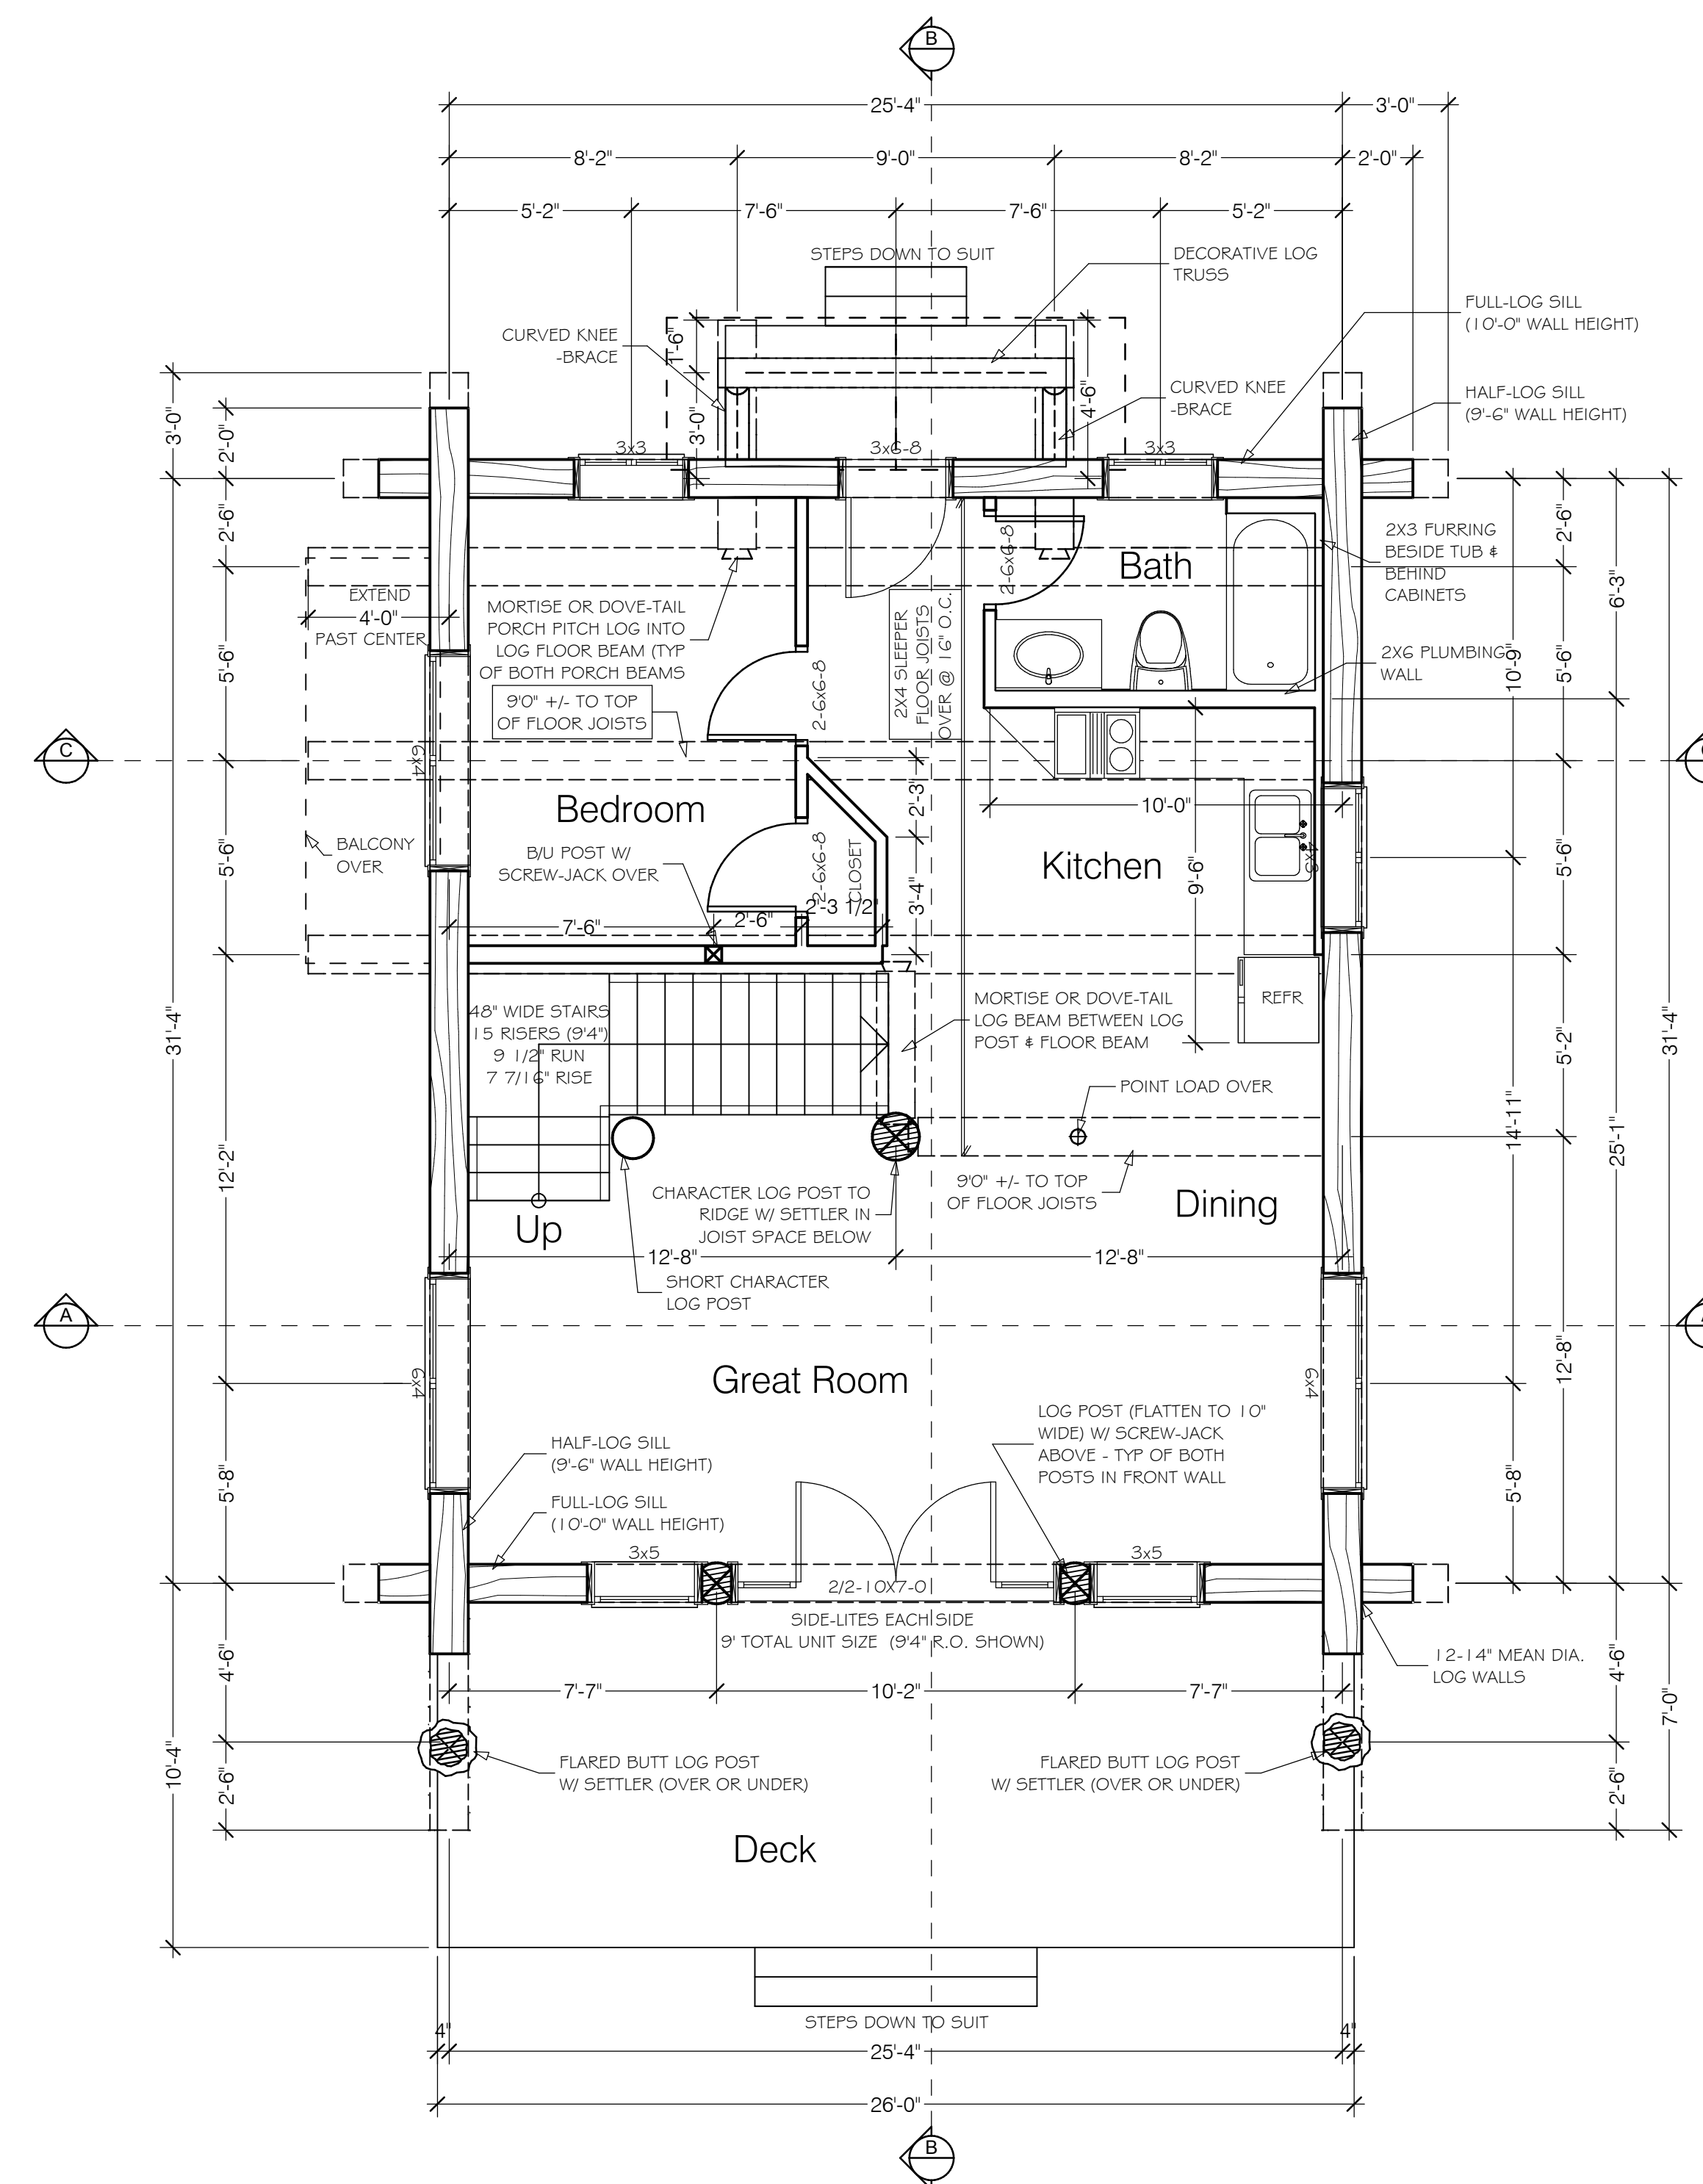 B
25'-4"
3'-0"
8'-2"
9'-0"
8'-2"
2'-0"
5'-2"
7'-6"
7'-6"
5'-2"
STEPS DOWN TO SUIT
DECORATIVE LOG
TRUSS
FULL-LOG SILL
(10'-0" WALL HEIGHT)
CURVED KNEE
-BRACE
1'-6"
3'-0"
4'-6"
CURVED KNEE
-BRACE
HALF-LOG SILL
(9'-6" WALL HEIGHT)
3'-0"
2'-0"
3x3
3x6-8
3x3
2'-6"
2'-6"
2-6x6-8
Bath
2X3 FURRING
BESIDE TUB &
BEHIND
CABINETS
6'-3"
EXTEND
4'-0"
PAST CENTER
MORTISE OR DOVE-TAIL
PORCH PITCH LOG INTO
LOG FLOOR BEAM (TYP
OF BOTH PORCH BEAMS
2X4 SLEEPER
FLOOR JOISTS
OVER @ 16" O.C.
2X6 PLUMBING
WALL
10'-9"
5'-6"
5'-6"
9'0" +/- TO TOP
OF FLOOR JOISTS
2-6x6-8
C
6x4
Bedroom
2'-3"
10'-0"
BALCONY
OVER
5'-6"
B/U POST W/
SCREW-JACK OVER
2-6x6-8
CLOSET
3'-4"
Kitchen
9'-6"
5'-6"
7'-6"
2'-6"
2'-3 1/2"
48" WIDE STAIRS
15 RISERS (9'4")
9 1/2" RUN
7 7/16" RISE
MORTISE OR DOVE-TAIL
LOG BEAM BETWEEN LOG
POST & FLOOR BEAM
REFR
5'-2"
31'-4"
31'-4"
POINT LOAD OVER
14'-11"
25'-1"
12'-2"
CHARACTER LOG POST TO
RIDGE W/ SETTLER IN
JOIST SPACE BELOW
9'0" +/- TO TOP
OF FLOOR JOISTS
Dining
Up
12'-8"
12'-8"
SHORT CHARACTER
LOG POST
A
12'-8"
6x4
Great Room
6x4
LOG POST (FLATTEN TO 10"
WIDE) W/ SCREW-JACK
ABOVE - TYP OF BOTH
POSTS IN FRONT WALL
HALF-LOG SILL
(9'-6" WALL HEIGHT)
5'-8"
5'-8"
FULL-LOG SILL
(10'-0" WALL HEIGHT)
3x5
3x5
2/2-10X7-0
SIDE-LITES EACH SIDE
9' TOTAL UNIT SIZE (9'4" R.O. SHOWN)
12-14" MEAN DIA.
LOG WALLS
4'-6"
4'-6"
7'-7"
10'-2"
7'-7"
7'-0"
10'-4"
FLARED BUTT LOG POST
W/ SETTLER (OVER OR UNDER)
FLARED BUTT LOG POST
W/ SETTLER (OVER OR UNDER)
2'-6"
2'-6"
Deck
STEPS DOWN TO SUIT
4"
4"
25'-4"
26'-0"
B